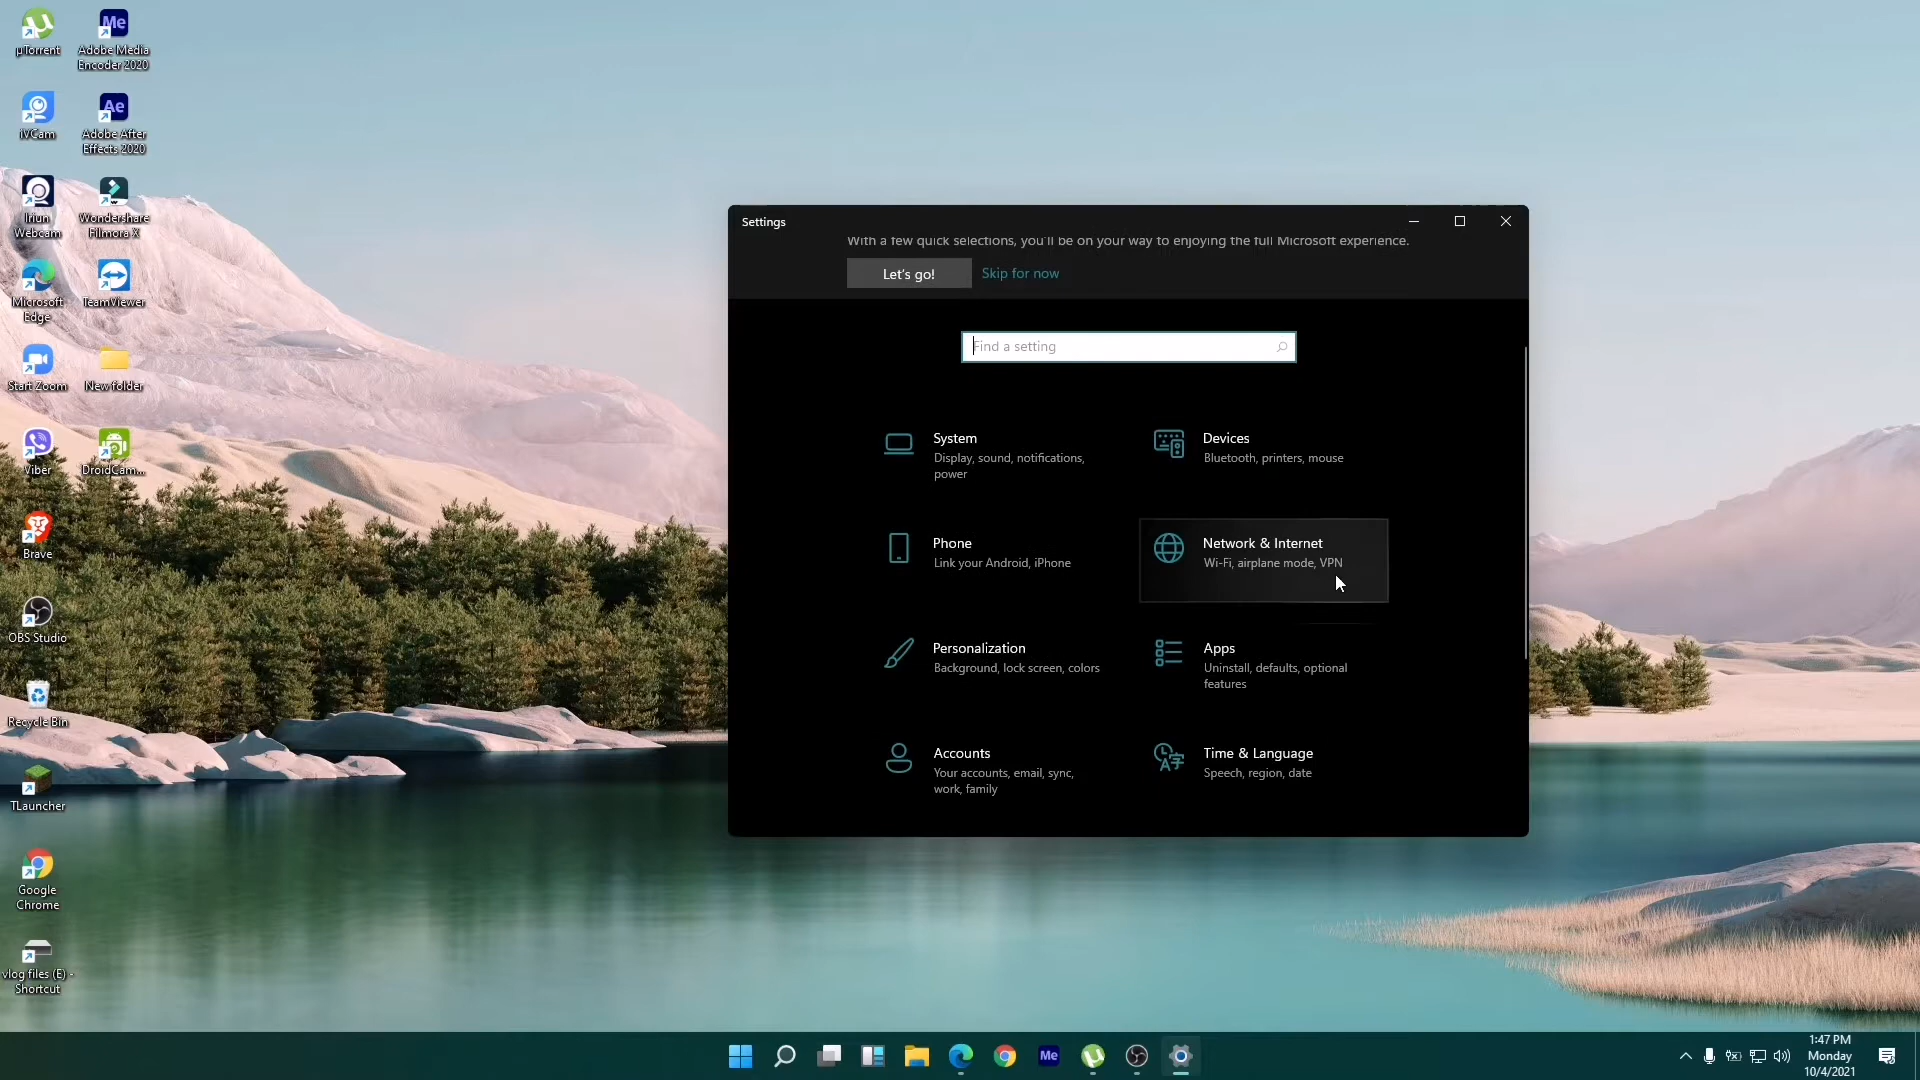 µTorrent
Adobe Media
Encoder 2020
iVCam
Adobe After
Effects 2020
Iriun
Webcam
Wondershare
Filmora X
Microsoft
Edge
TeamViewer
Start Zoom
New folder
Viber
DroidCam...
Brave
OBS Studio
Recycle Bin
TLauncher
Google
Chrome
vlog files (E) -
Shortcut
Settings
With a few quick selections, you'll be on your way to enjoying the full Microsoft experience.
Let's go!
Skip for now
Find a setting
System
Display, sound, notifications,
power
Devices
Bluetooth, printers, mouse
Phone
Link your Android, iPhone
Network & Internet
Wi-Fi, airplane mode, VPN
Personalization
Background, lock screen, colors
Apps
Uninstall, defaults, optional
features
Accounts
Your accounts, email, sync,
work, family
Time & Language
Speech, region, date
Me
Ae
Me
1:47 PM
Monday
10/4/2021